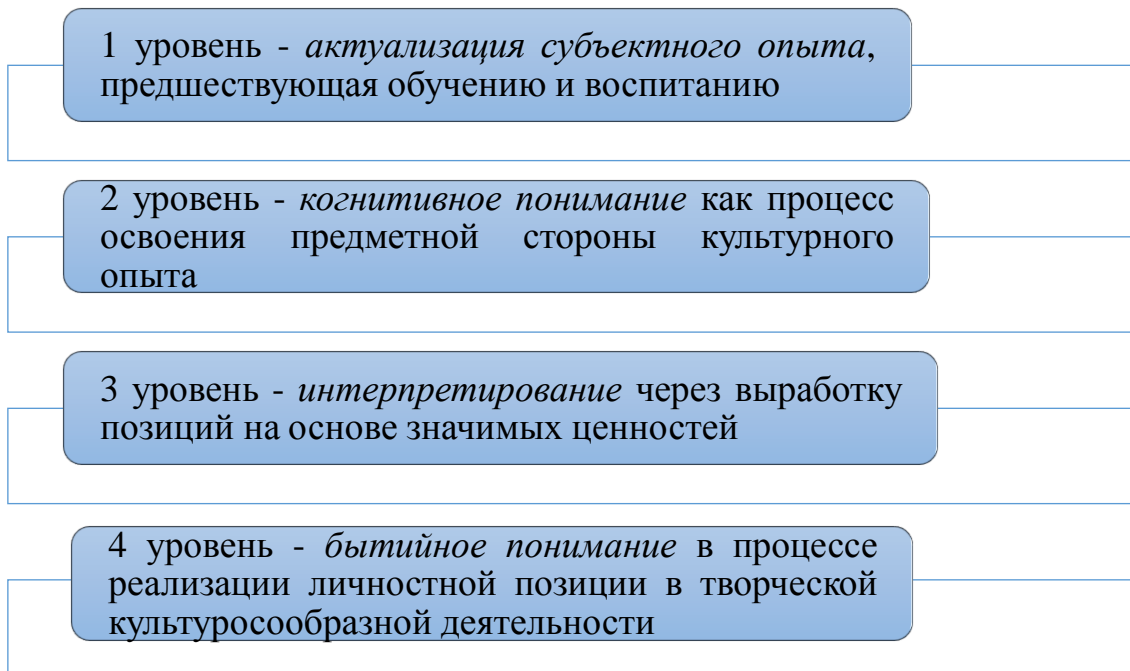 1 уровень - актуализация субъектного опыта,
предшествующая обучению и воспитанию
2 уровень - когнитивное понимание как процесс
освоения предметной стороны культурного
опыта
3 уровень - интерпретирование через выработку
позиций на основе значимых ценностей
4 уровень - бытийное понимание в процессе
реализации личностной позиции в творческой
культуросообразной деятельности